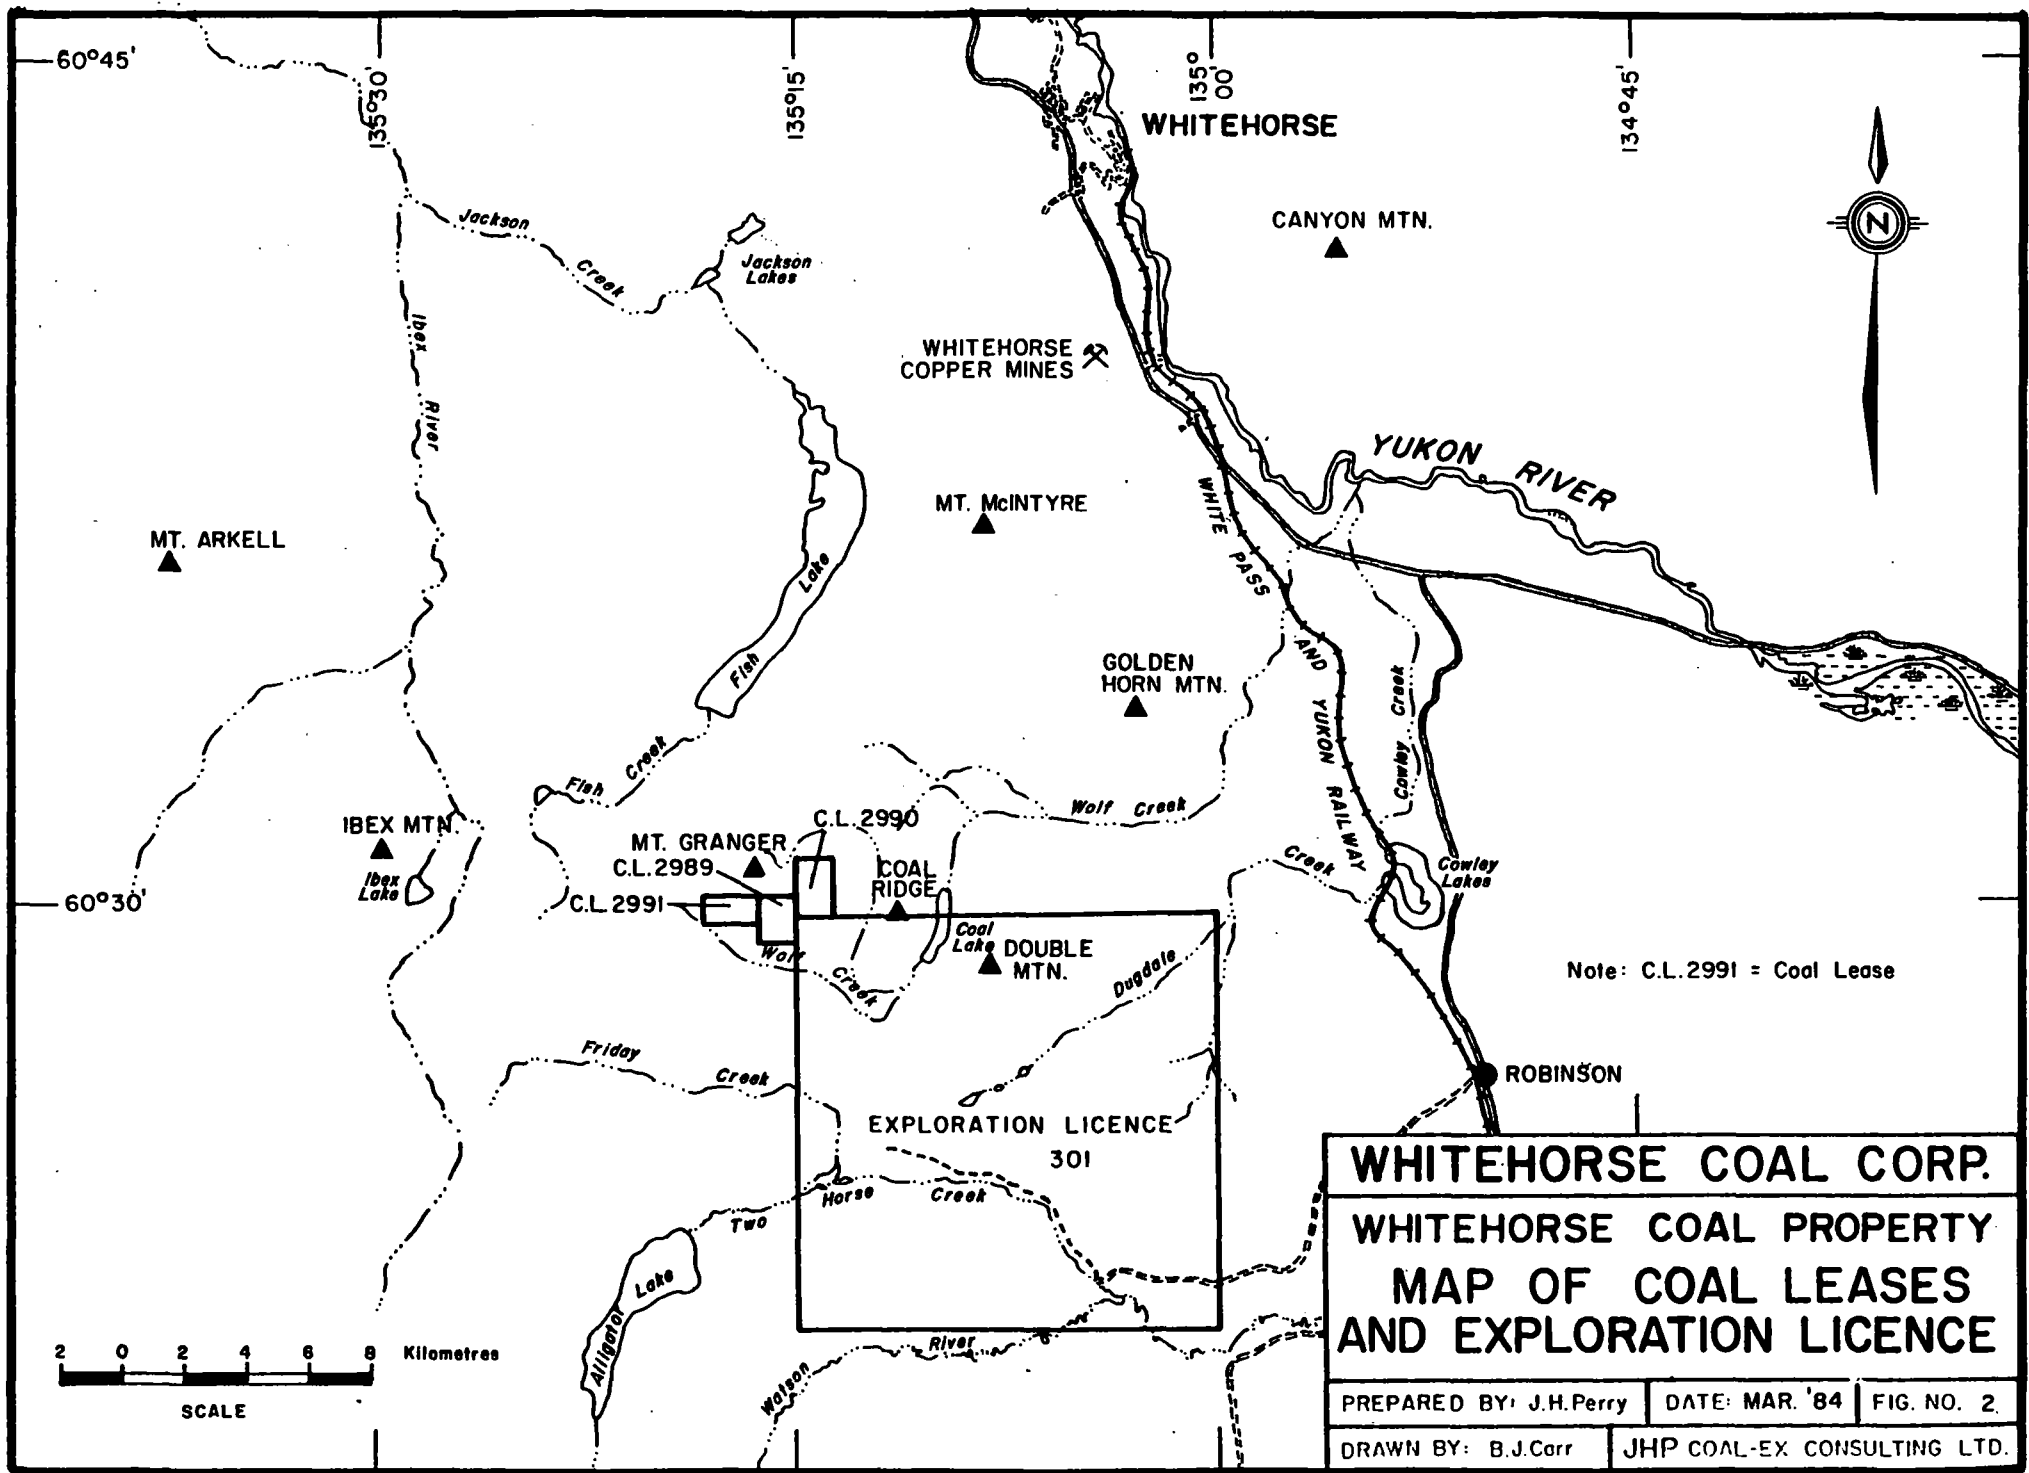 60°45'
135°30'
135°15'
135°00'
134°45'
WHITEHORSE
N
Jackson
Creek
Jackson
Lakes
CANYON MTN.
Ibex
River
WHITEHORSE
COPPER MINES
YUKON RIVER
MT. McINTYRE
WHITE PASS AND YUKON RAILWAY
MT. ARKELL
Fish Lake
GOLDEN
HORN MTN.
Cowley Creek
Fish Creek
Wolf Creek
IBEX MTN.
C.L.2990
MT. GRANGER
C.L.2989
COAL
RIDGE
Creek
Cowley
Lakes
Ibex
Lake
60°30'
C.L.2991
Coal
Lake
DOUBLE
MTN.
Wolf
Creek
Dugdale
Note: C.L.2991 = Coal Lease
Friday
Creek
ROBINSON
EXPLORATION LICENCE
301
Two Horse Creek
Alligator Lake
Watson River
2 0 2 4 6 8 Kilometres
SCALE
WHITEHORSE COAL CORP.
WHITEHORSE COAL PROPERTY
MAP OF COAL LEASES
AND EXPLORATION LICENCE
PREPARED BY: J.H.Perry
DATE: MAR. '84
FIG. NO. 2.
DRAWN BY: B.J.Carr
JHP COAL-EX CONSULTING LTD.